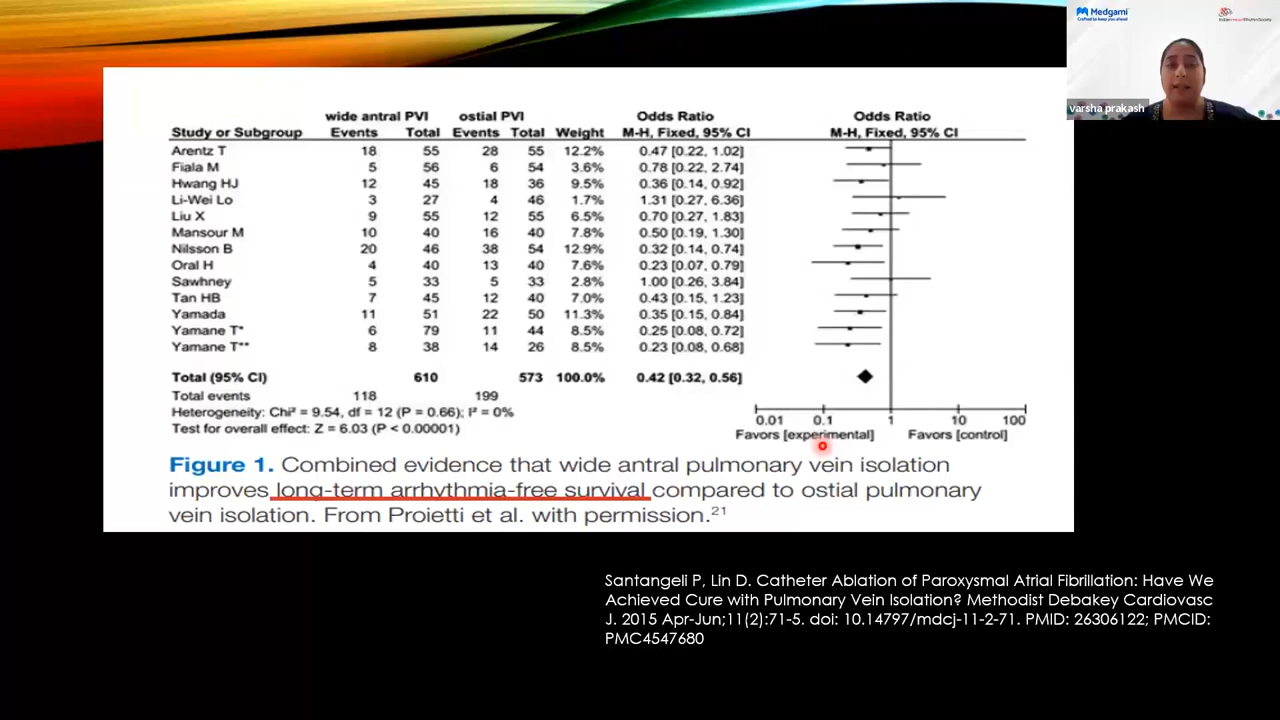 Medgami
varsha prakash
wide antral PVI ostial PVI Odds Ratio Odds Ratio
Study or Subgroup Events Total Events Total Weight M-H, Fixed, 95% CI M-H, Fixed, 95% CI
Arentz T 18 55 28 55 12.2% 0.47 [0.22, 1.02]
Fiala M 5 56 6 54 3.6% 0.78 [0.22, 2.74]
Hwang HJ 12 45 18 36 9.5% 0.36 [0.14, 0.92]
Li-Wei Lo 3 27 4 46 1.7% 1.31 [0.27, 6.36]
Liu X 9 55 12 55 6.5% 0.70 [0.27, 1.83]
Mansour M 10 40 16 40 7.8% 0.50 [0.19, 1.30]
Nilsson B 20 46 38 54 12.9% 0.32 [0.14, 0.74]
Oral H 4 40 13 40 7.6% 0.23 [0.07, 0.79]
Sawhney 5 33 5 33 2.8% 1.00 [0.26, 3.84]
Tan HB 7 45 12 40 7.0% 0.43 [0.15, 1.23]
Yamada 11 51 22 50 11.3% 0.35 [0.15, 0.84]
Yamane T* 6 79 11 44 8.5% 0.25 [0.08, 0.72]
Yamane T** 8 38 14 26 8.5% 0.23 [0.08, 0.68]
Total (95% CI) 610 573 100.0% 0.42 [0.32, 0.56]
Total events 118 199
Heterogeneity: Chi² = 9.54, df = 12 (P = 0.66); I² = 0%
Test for overall effect: Z = 6.03 (P < 0.00001)
0.01 0.1 1 10 100
Favors [experimental] Favors [control]
Figure 1. Combined evidence that wide antral pulmonary vein isolation
improves long-term arrhythmia-free survival compared to ostial pulmonary
vein isolation. From Proietti et al. with permission.²¹
Santangeli P, Lin D. Catheter Ablation of Paroxysmal Atrial Fibrillation: Have We
Achieved Cure with Pulmonary Vein Isolation? Methodist Debakey Cardiovasc
J. 2015 Apr-Jun;11(2):71-5. doi: 10.14797/mdcj-11-2-71. PMID: 26306122; PMCID:
PMC4547680